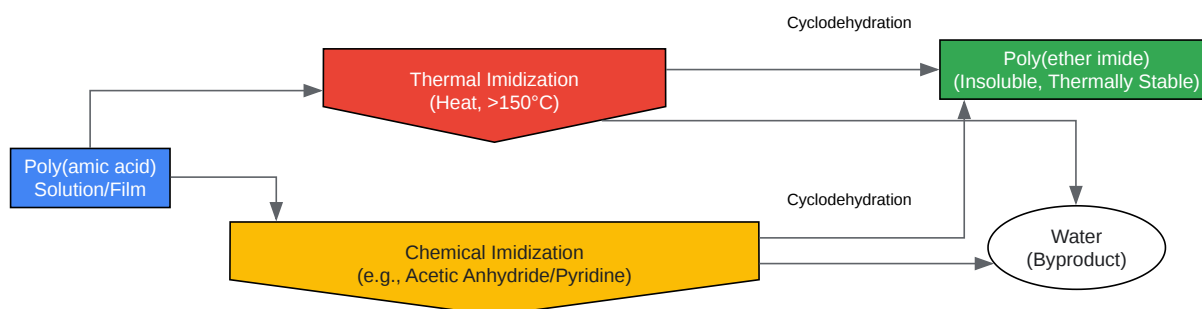 Cyclodehydration
Thermal Imidization
(Heat, >150°C)
Poly(ether imide)
(Insoluble, Thermally Stable)
Poly(amic acid)
Solution/Film
Cyclodehydration
Chemical Imidization
(e.g., Acetic Anhydride/Pyridine)
Water
(Byproduct)